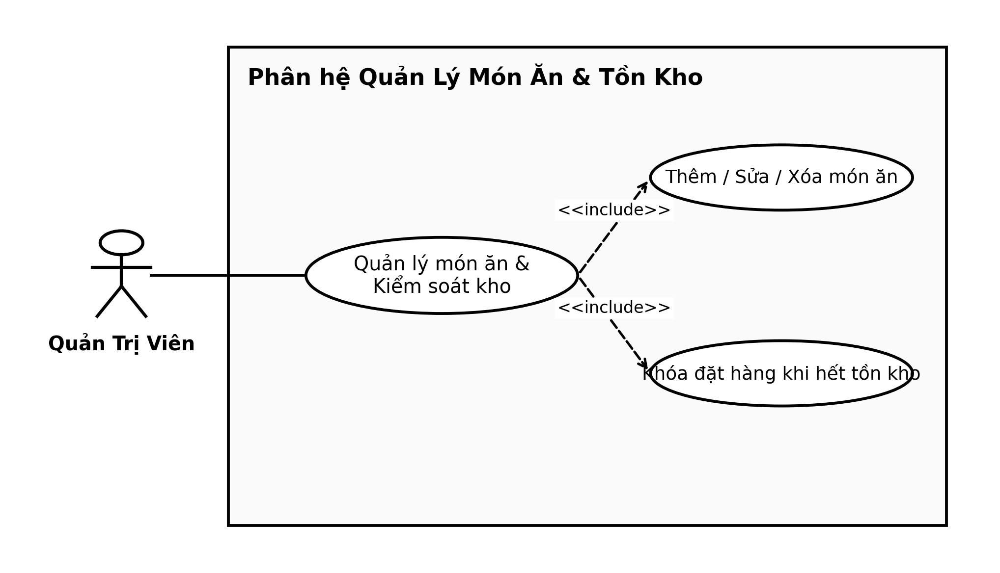 Phân hệ Quản Lý Món Ăn & Tồn Kho
Thêm / Sửa / Xóa món ăn
<<include>>
Quản lý món ăn &
Kiểm soát kho
<<include>>
Quản Trị Viên
Khóa đặt hàng khi hết tồn kho